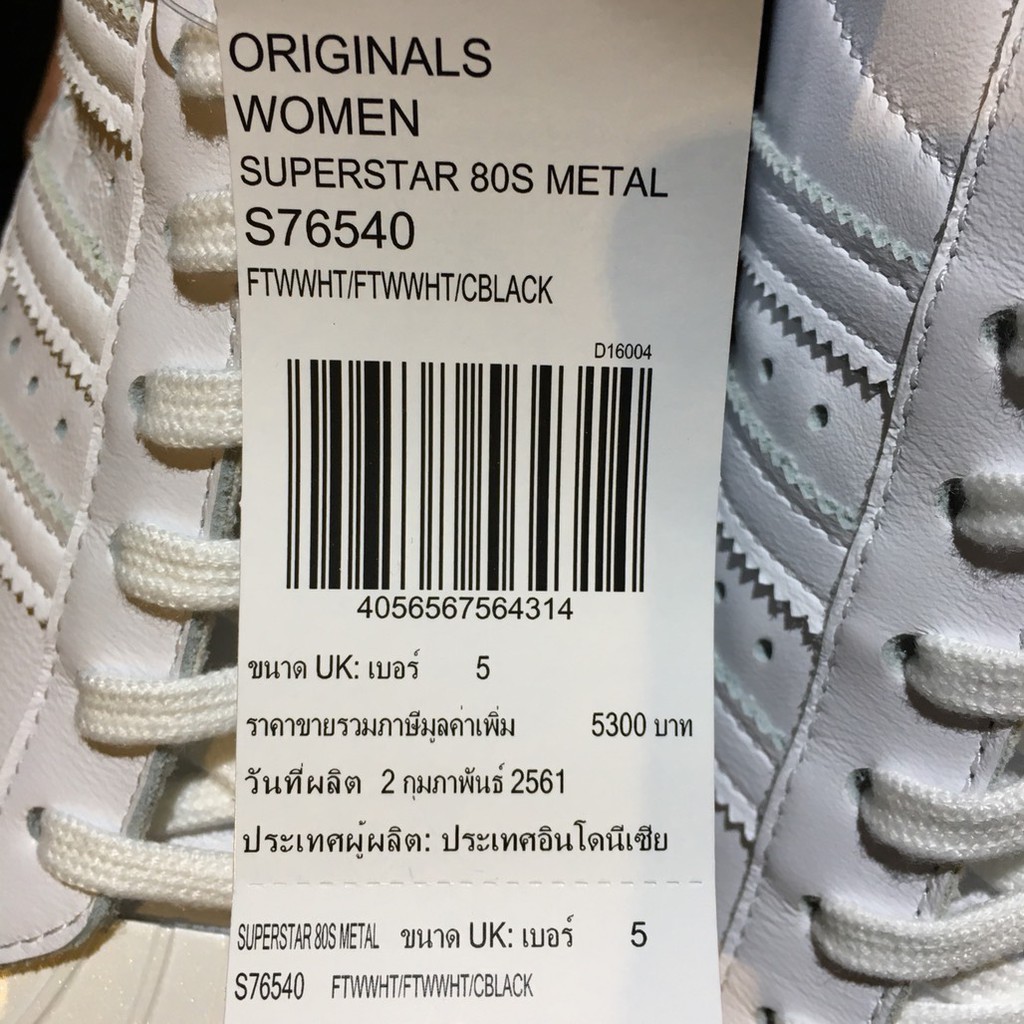 ORIGINALS
WOMEN
SUPERSTAR 80S METAL
S76540
FTWWHT/FTWWHT/CBLACK
D16004
4056567564314
ขนาด UK: เบอร์ 5
ราคาขายรวมภาษีมูลค่าเพิ่ม 5300 บาท
วันที่ผลิต 2 กุมภาพันธ์ 2561
ประเทศผู้ผลิต: ประเทศอินโดนีเซีย
SUPERSTAR 80S METAL ขนาด UK: เบอร์ 5
S76540 FTWWHT/FTWWHT/CBLACK